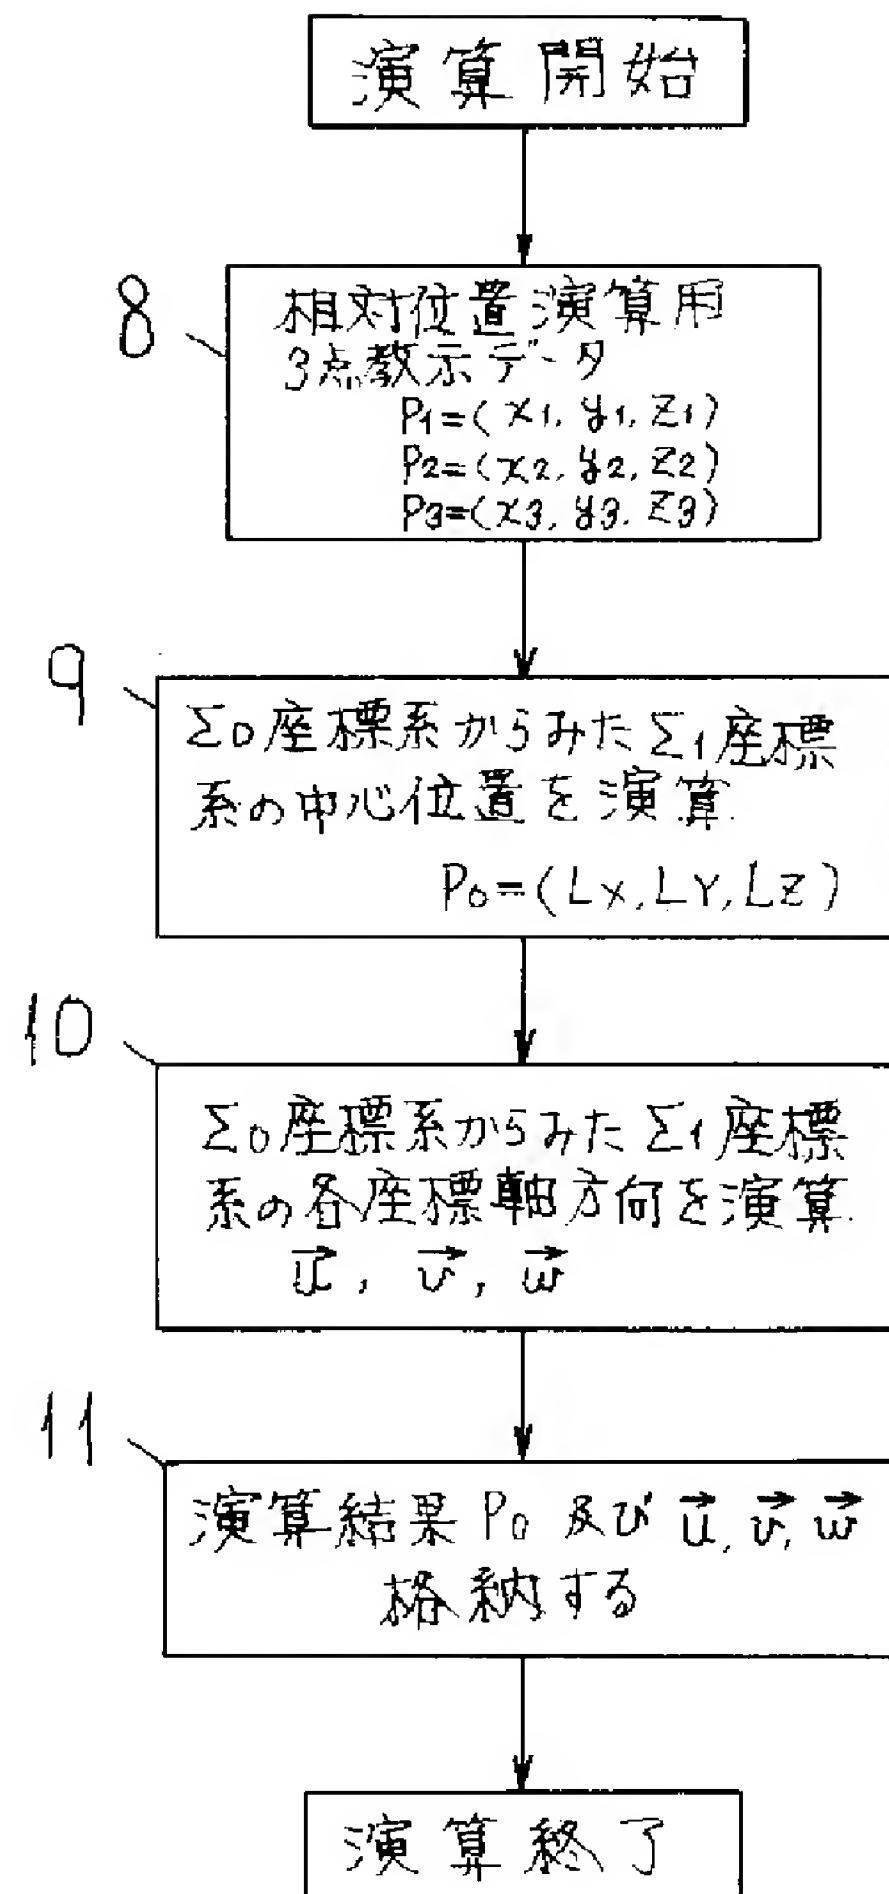 演算開始
8
相対位置演算用
3点教示データ
P1=(x1, y1, z1)
P2=(x2, y2, z2)
P3=(x3, y3, z3)
9
Σ0座標系からみたΣ1座標
系の中心位置を演算
P0=(LX, LY, LZ)
10
Σ0座標系からみたΣ1座標
系の各座標軸方向を演算
u→, v→, w→
11
演算結果P0及びu→, v→, w→
格納する
演算終了